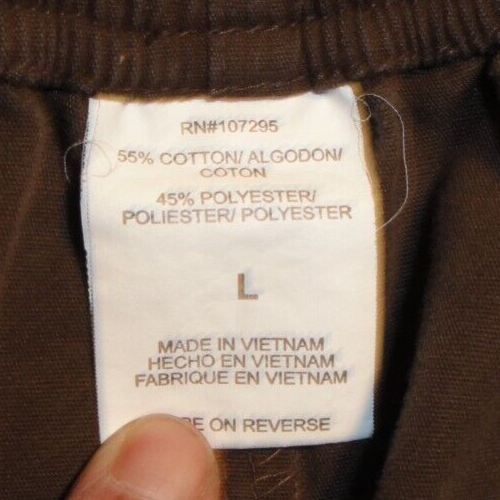 RN#107295
55% COTTON/ ALGODON/
COTON
45% POLYESTER/
POLIESTER/ POLYESTER
L
MADE IN VIETNAM
HECHO EN VIETNAM
FABRIQUE EN VIETNAM
ON REVERSE